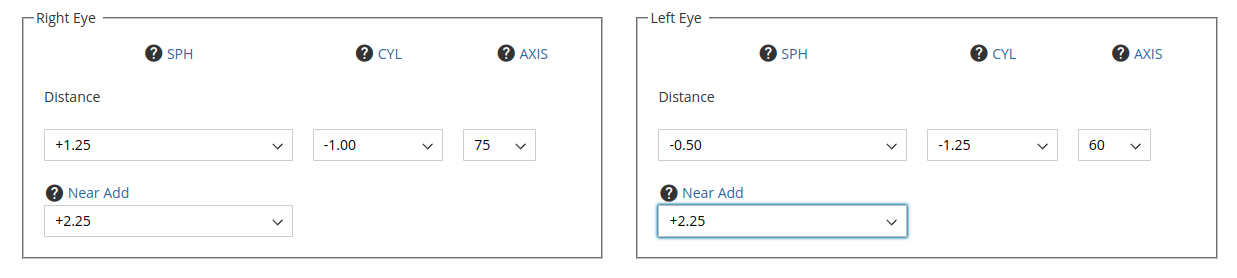 Right Eye
? SPH ? CYL ? AXIS
Distance
+1.25 -1.00 75
? Near Add
+2.25
Left Eye
? SPH ? CYL ? AXIS
Distance
-0.50 -1.25 60
? Near Add
+2.25